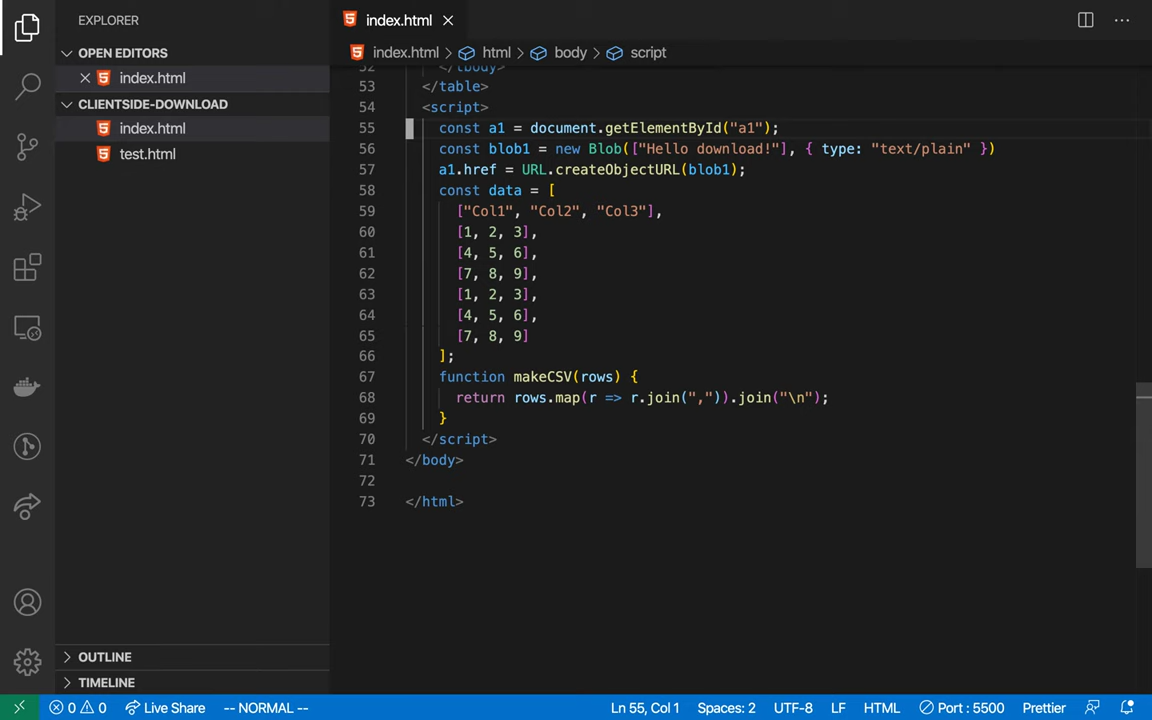 EXPLORER
OPEN EDITORS
index.html
CLIENTSIDE-DOWNLOAD
index.html
test.html
OUTLINE
TIMELINE
index.html
index.html > html > body > script
52 </tbody>
53 </table>
54 <script>
55 const a1 = document.getElementById("a1");
56 const blob1 = new Blob(["Hello download!"], { type: "text/plain" })
57 a1.href = URL.createObjectURL(blob1);
58 const data = [
59 ["Col1", "Col2", "Col3"],
60 [1, 2, 3],
61 [4, 5, 6],
62 [7, 8, 9],
63 [1, 2, 3],
64 [4, 5, 6],
65 [7, 8, 9]
66 ];
67 function makeCSV(rows) {
68 return rows.map(r => r.join(",")).join("\n");
69 }
70 </script>
71 </body>
72
73 </html>
0 0 Live Share -- NORMAL -- Ln 55, Col 1 Spaces: 2 UTF-8 LF HTML Port : 5500 Prettier